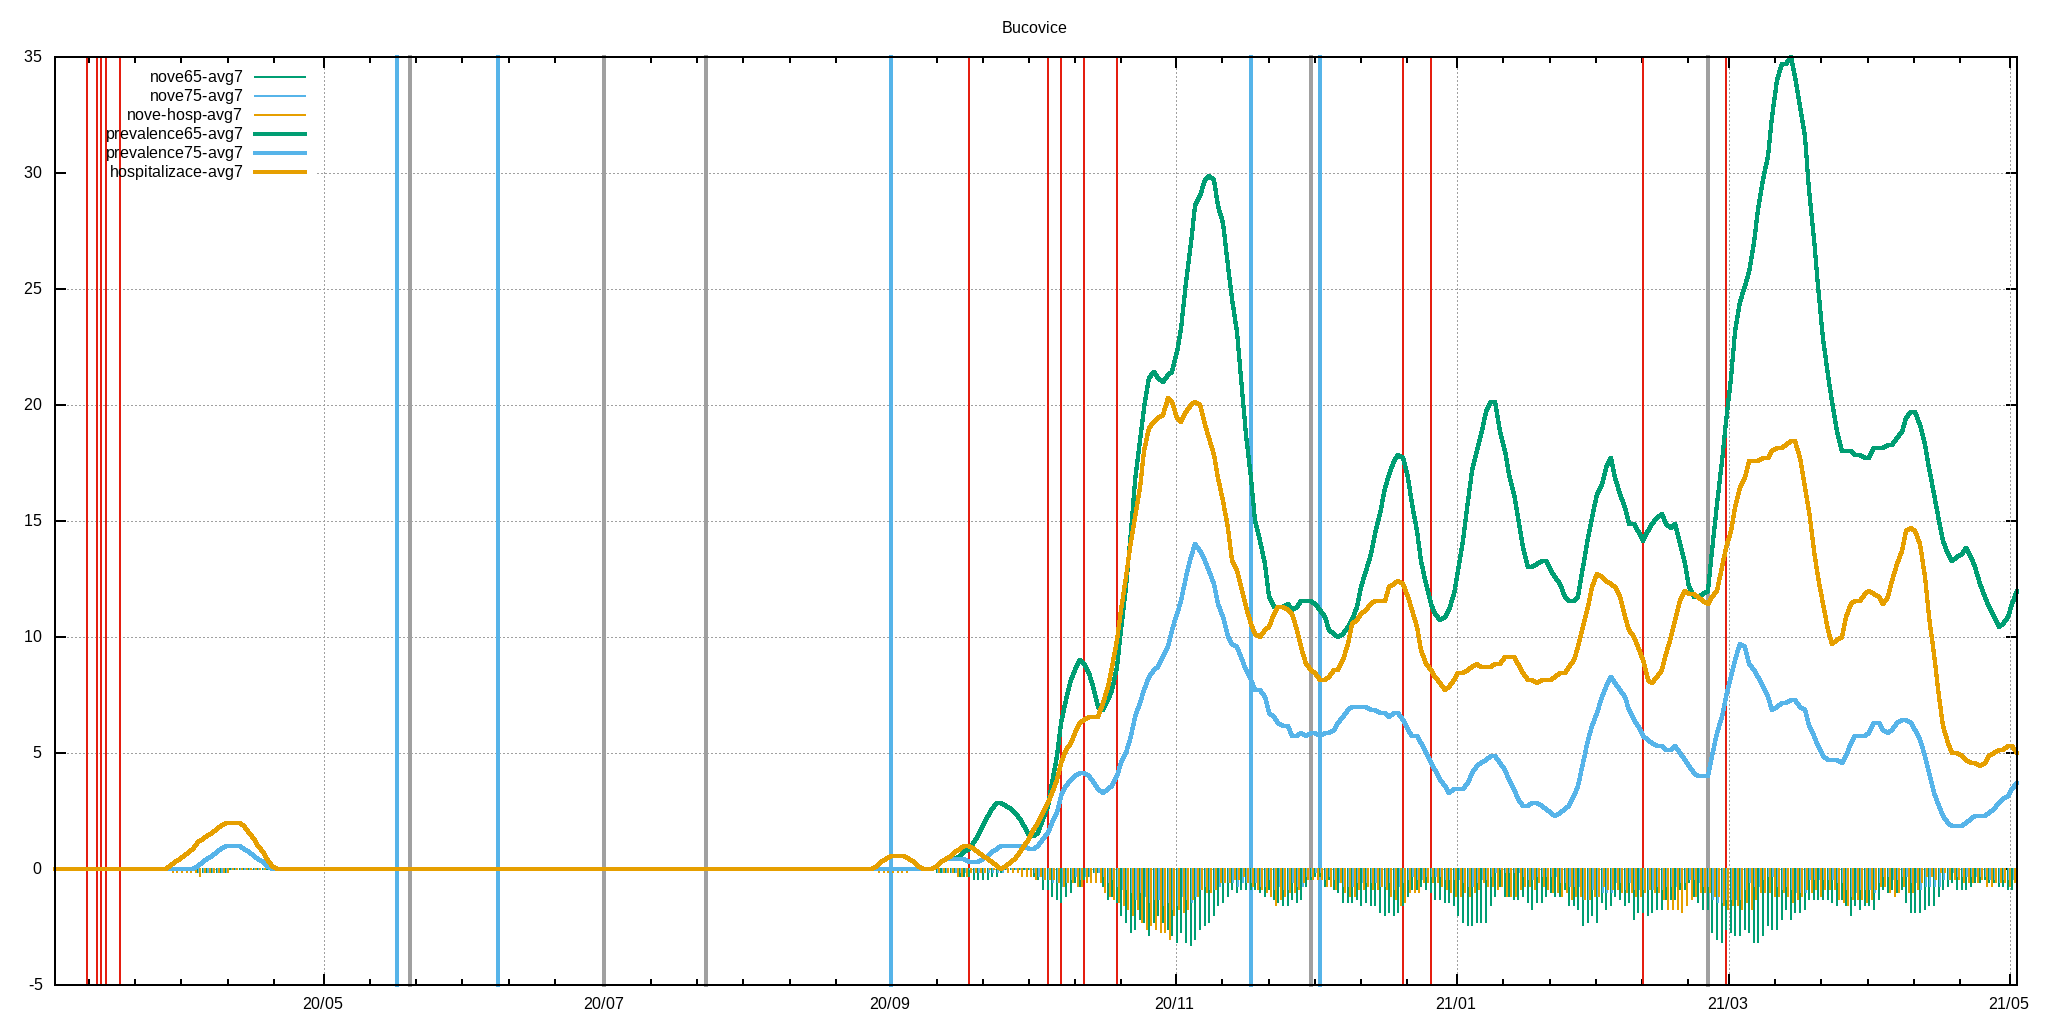 Bucovice
35
30
25
20
15
10
5
0
-5
nove65-avg7
nove75-avg7
nove-hosp-avg7
prevalence65-avg7
prevalence75-avg7
hospitalizace-avg7
20/05 20/07 20/09 20/11 21/01 21/03 21/05